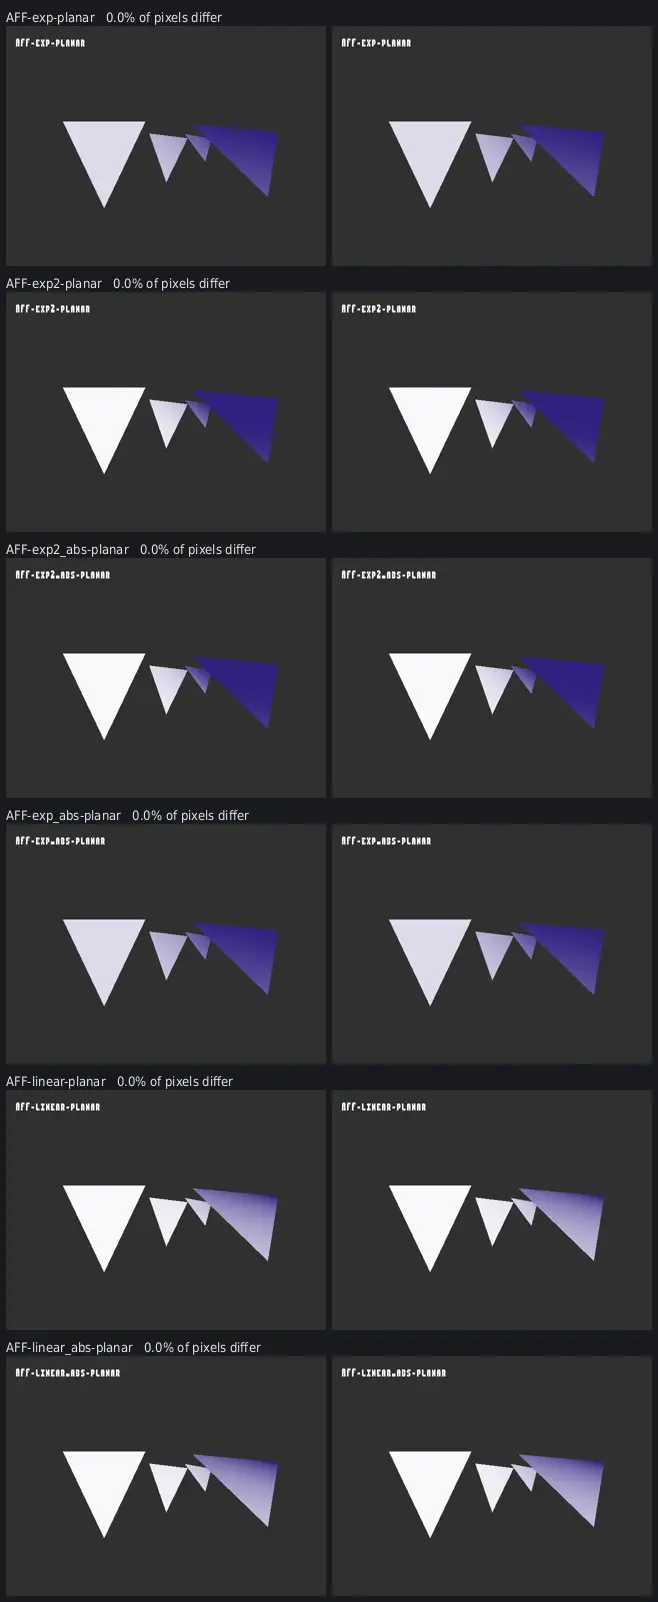 AFF-exp-planar 0.0% of pixels differ
AFF-EXP-PLANAR AFF-EXP-PLANAR
AFF-exp2-planar 0.0% of pixels differ
AFF-EXP2-PLANAR AFF-EXP2-PLANAR
AFF-exp2_abs-planar 0.0% of pixels differ
AFF-EXP2_ABS-PLANAR AFF-EXP2_ABS-PLANAR
AFF-exp_abs-planar 0.0% of pixels differ
AFF-EXP_ABS-PLANAR AFF-EXP_ABS-PLANAR
AFF-linear-planar 0.0% of pixels differ
AFF-LINEAR-PLANAR AFF-LINEAR-PLANAR
AFF-linear_abs-planar 0.0% of pixels differ
AFF-LINEAR_ABS-PLANAR AFF-LINEAR_ABS-PLANAR